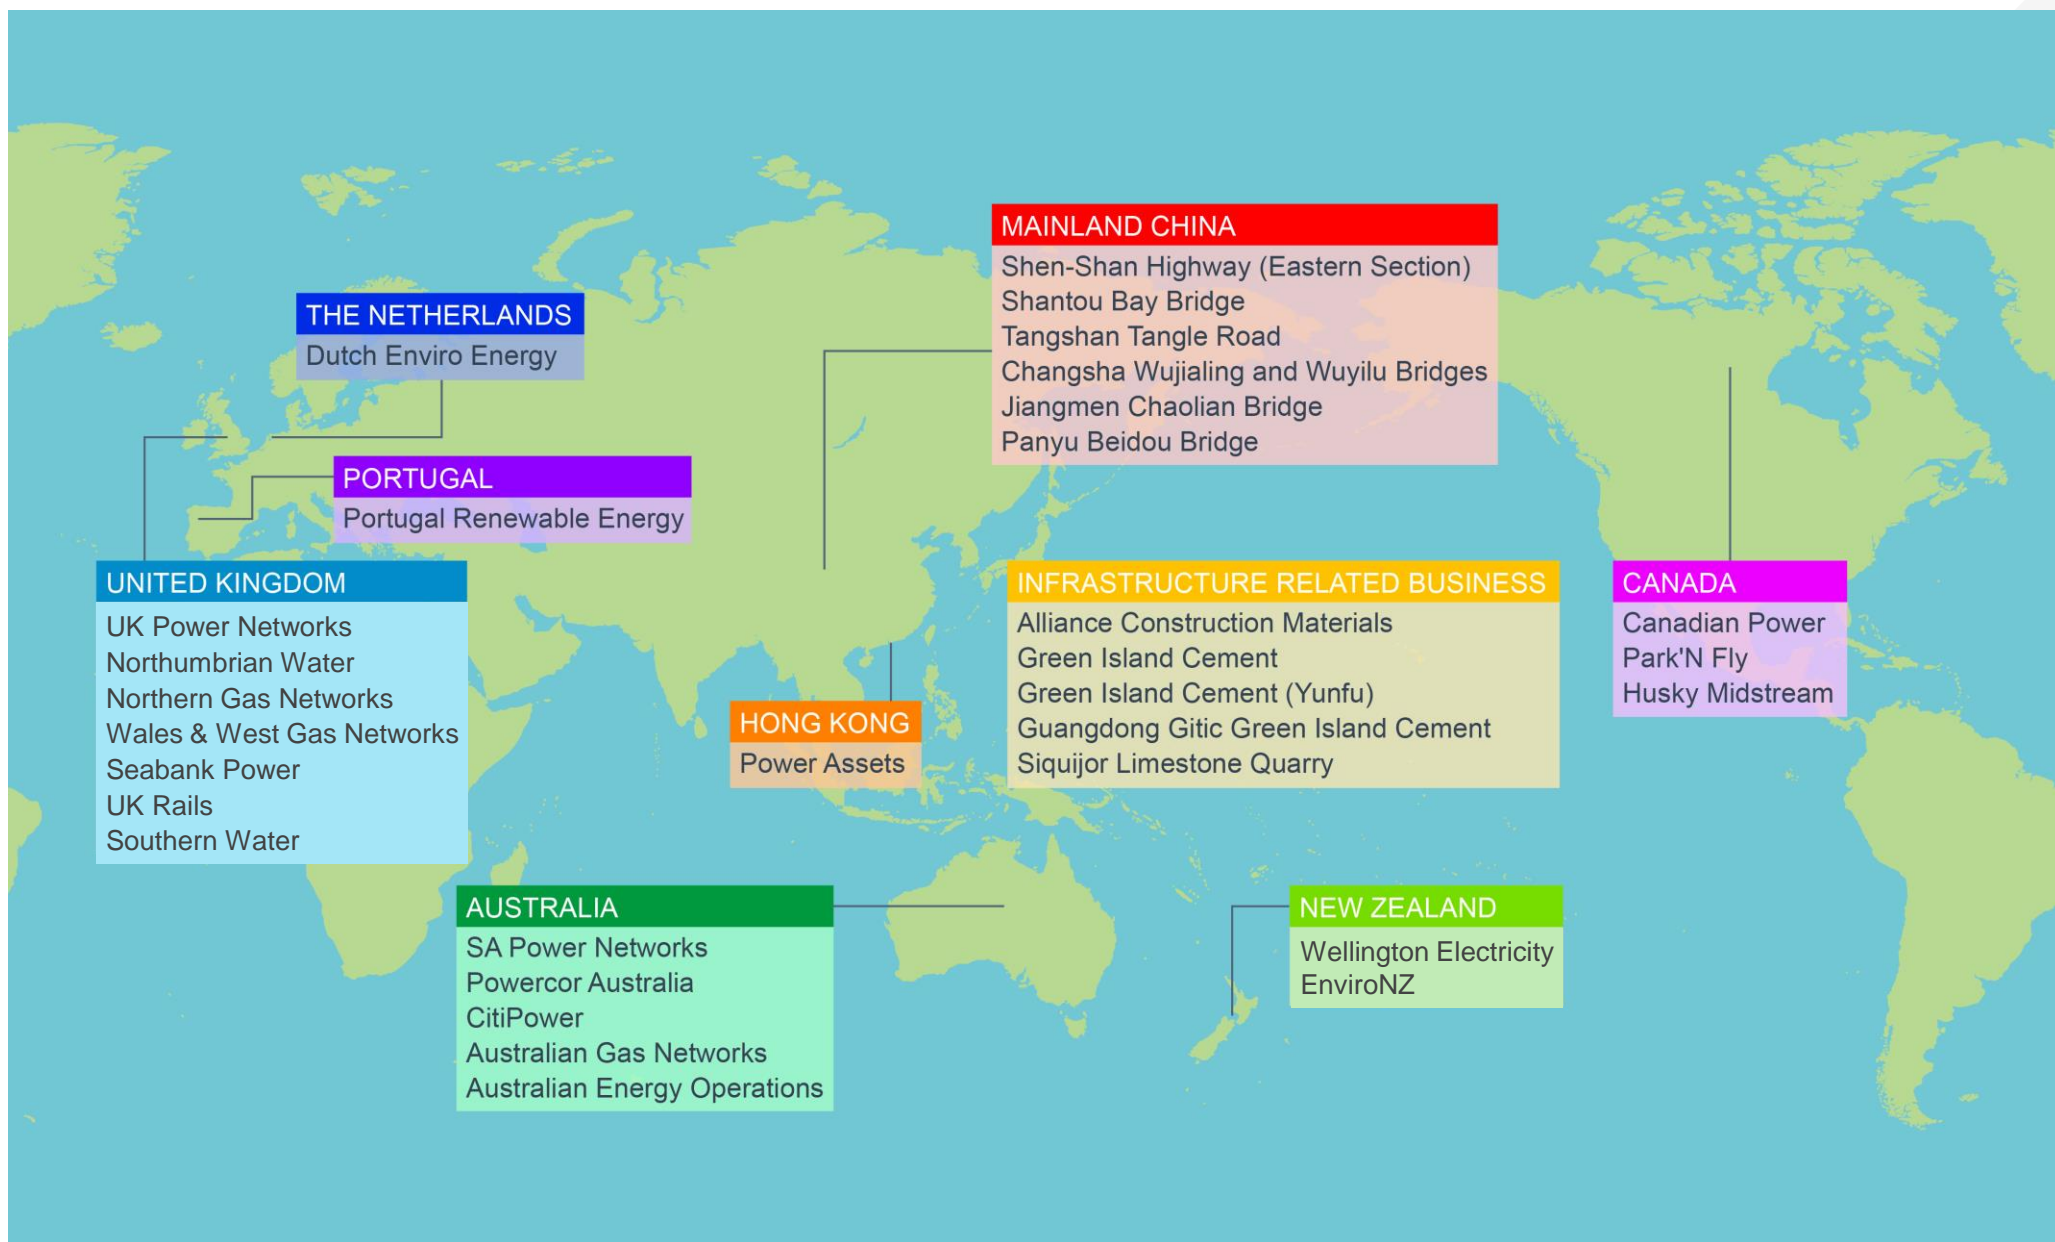 MAINLAND CHINA
Shen-Shan Highway (Eastern Section)
Shantou Bay Bridge
Tangshan Tangle Road
Changsha Wujialing and Wuyilu Bridges
Jiangmen Chaolian Bridge
Panyu Beidou Bridge
THE NETHERLANDS
Dutch Enviro Energy
PORTUGAL
Portugal Renewable Energy
UNITED KINGDOM
UK Power Networks
Northumbrian Water
Northern Gas Networks
Wales & West Gas Networks
Seabank Power
UK Rails
Southern Water
HONG KONG
Power Assets
INFRASTRUCTURE RELATED BUSINESS
Alliance Construction Materials
Green Island Cement
Green Island Cement (Yunfu)
Guangdong Gitic Green Island Cement
Siquijor Limestone Quarry
CANADA
Canadian Power
Park'N Fly
Husky Midstream
AUSTRALIA
SA Power Networks
Powercor Australia
CitiPower
Australian Gas Networks
Australian Energy Operations
NEW ZEALAND
Wellington Electricity
EnviroNZ